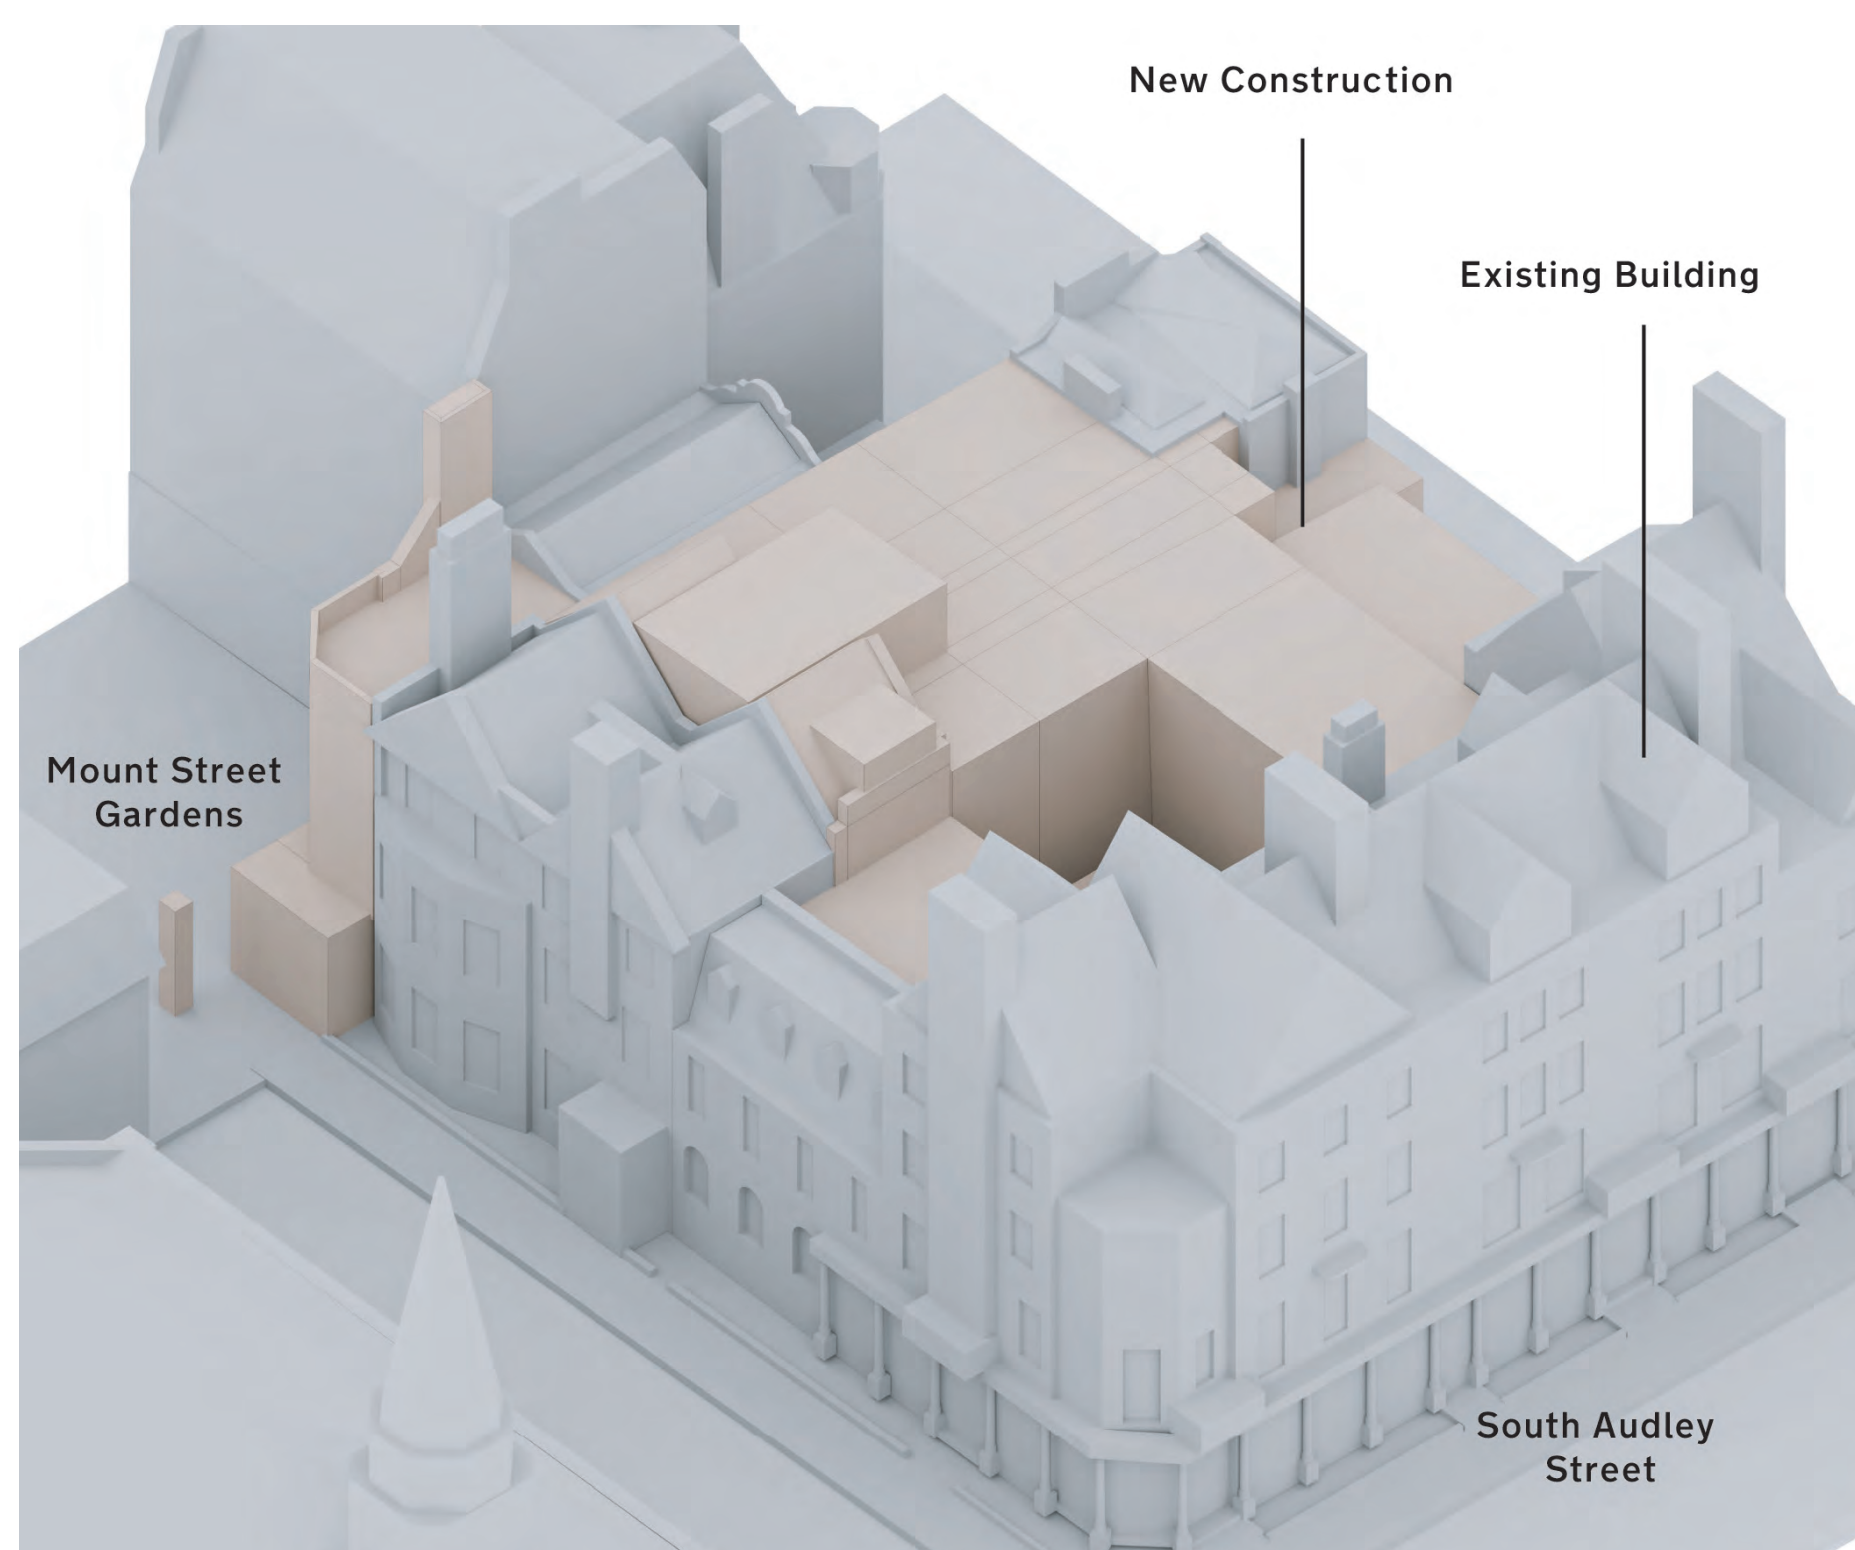 New Construction
Existing Building
Mount Street
Gardens
South Audley
Street